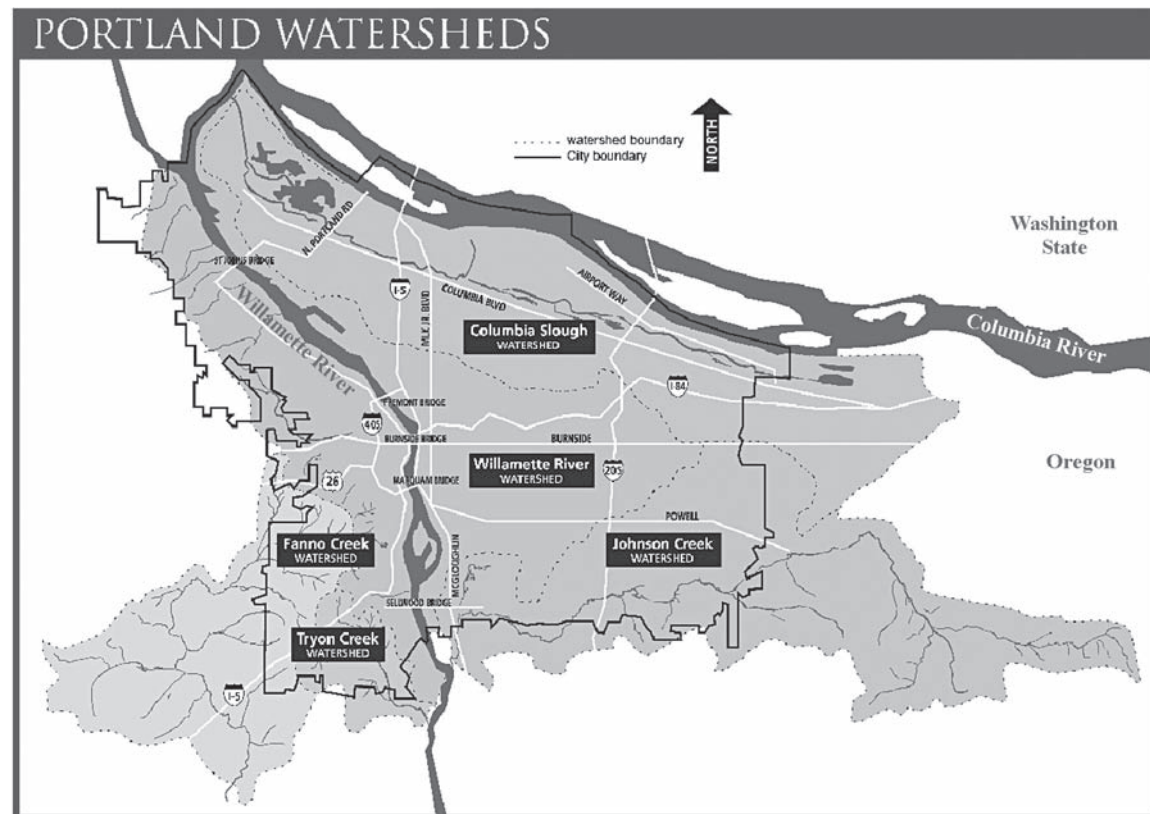 PORTLAND WATERSHEDS
watershed boundary
City boundary
NORTH
Washington
State
N. PORTLAND RD
ST JOHNS BRIDGE
AIRPORT WAY
I-5
MLK JR. BLVD
COLUMBIA BLVD
Columbia Slough
WATERSHED
Columbia River
Willamette River
I-84
FREMONT BRIDGE
405
BURNSIDE BRIDGE
BURNSIDE
Oregon
Willamette River
WATERSHED
205
26
MARQUAM BRIDGE
POWELL
Fanno Creek
WATERSHED
Johnson Creek
WATERSHED
MCGLOUGHLIN
SELLWOOD BRIDGE
Tryon Creek
WATERSHED
I-5